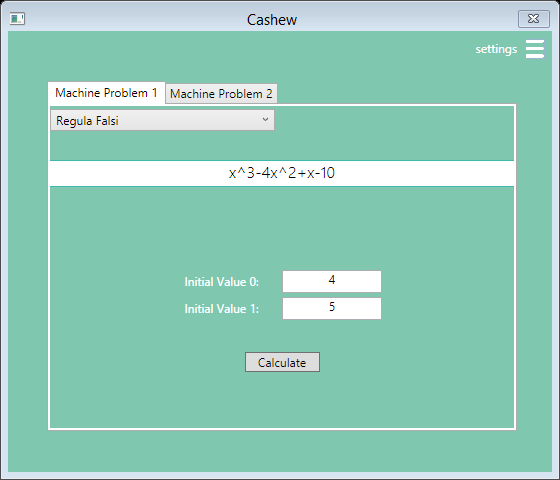 Cashew
settings
Machine Problem 1 Machine Problem 2
Regula Falsi
x^3-4x^2+x-10
Initial Value 0: 4
Initial Value 1: 5
Calculate